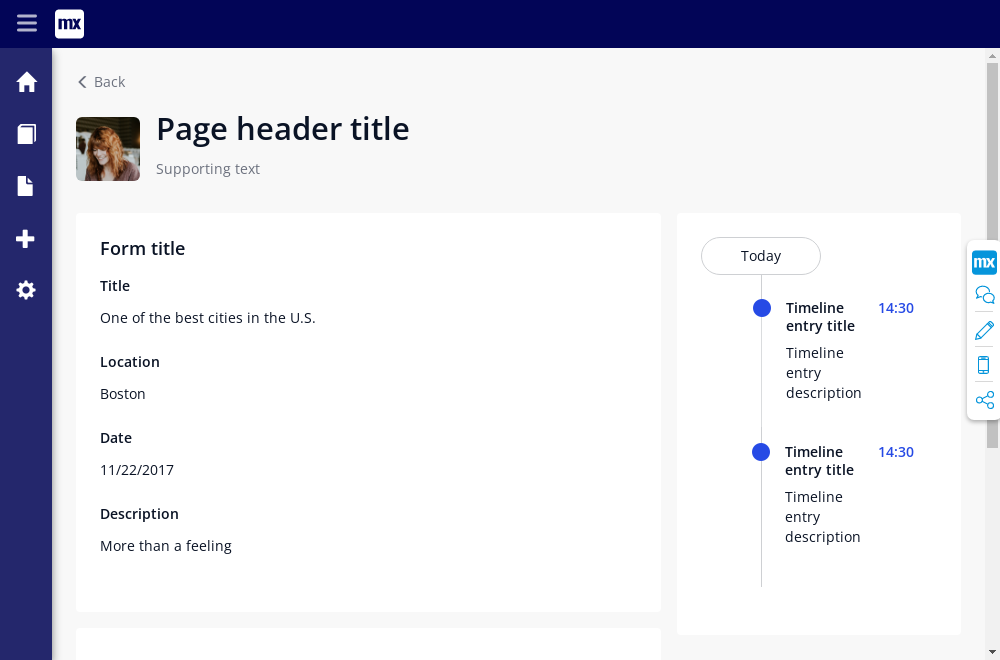 mx
Back
Page header title
Supporting text
Form title
Title
One of the best cities in the U.S.
Location
Boston
Date
11/22/2017
Description
More than a feeling
Today
Timeline
entry title
14:30
Timeline
entry
description
Timeline
entry title
14:30
Timeline
entry
description
mx